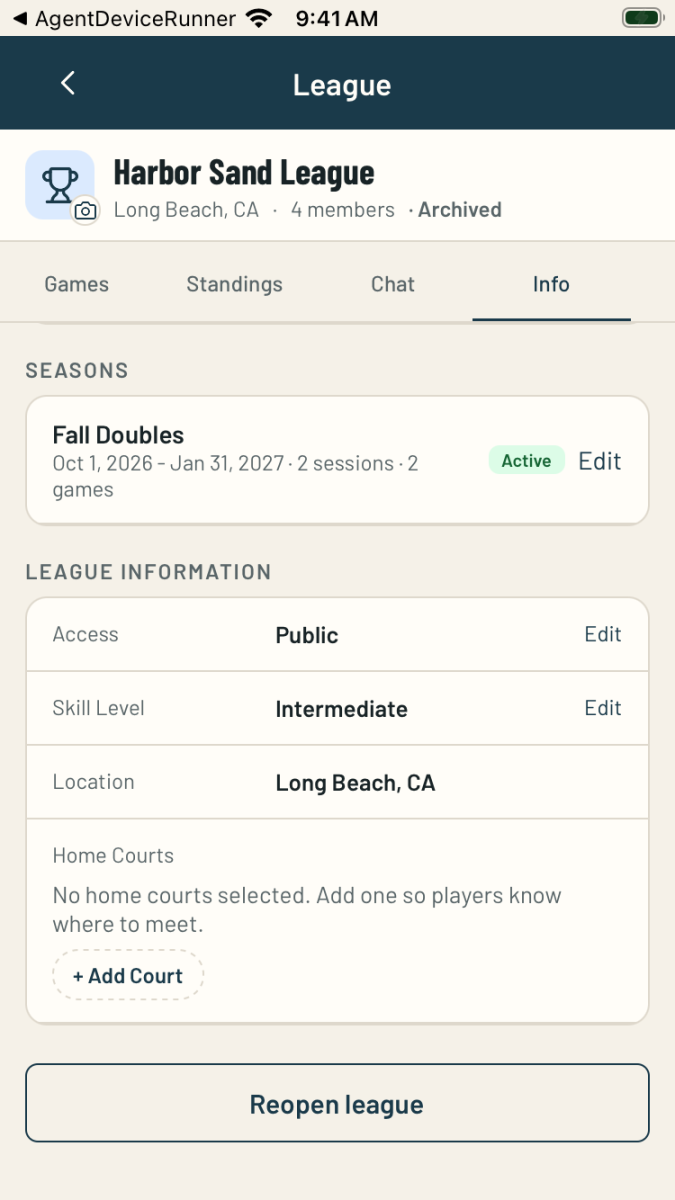 ◀ AgentDeviceRunner 9:41 AM
League
Harbor Sand League
Long Beach, CA · 4 members · Archived
Games Standings Chat Info
SEASONS
Fall Doubles
Oct 1, 2026 - Jan 31, 2027 · 2 sessions · 2
games
Active Edit
LEAGUE INFORMATION
Access Public Edit
Skill Level Intermediate Edit
Location Long Beach, CA
Home Courts
No home courts selected. Add one so players know
where to meet.
+ Add Court
Reopen league